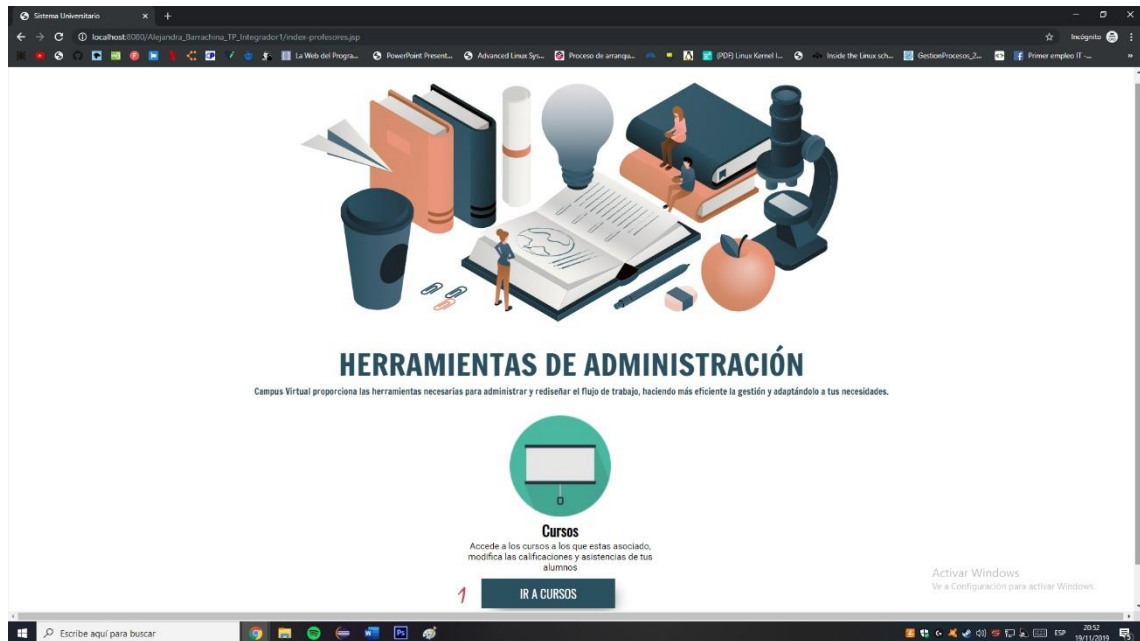 Sistema Universitario
localhost:8080/Alejandra_Barrachina_TP_Integrador1/index-profesores.jsp
Incógnito
La Web del Progra...
PowerPoint Present...
Advanced Linux Sys...
Proceso de arranqu...
(PDF) Linux Kernel I...
Inside the Linux sch...
GestionProcesos_2...
Primer empleo IT -...
HERRAMIENTAS DE ADMINISTRACIÓN
Campus Virtual proporciona las herramientas necesarias para administrar y rediseñar el flujo de trabajo, haciendo más eficiente la gestión y adaptándolo a tus necesidades.
Cursos
Accede a los cursos a los que estas asociado,
modifica las calificaciones y asistencias de tus
alumnos
1 IR A CURSOS
Activar Windows
Ve a Configuración para activar Windows.
Escribe aquí para buscar
ESP
20:52
19/11/2019